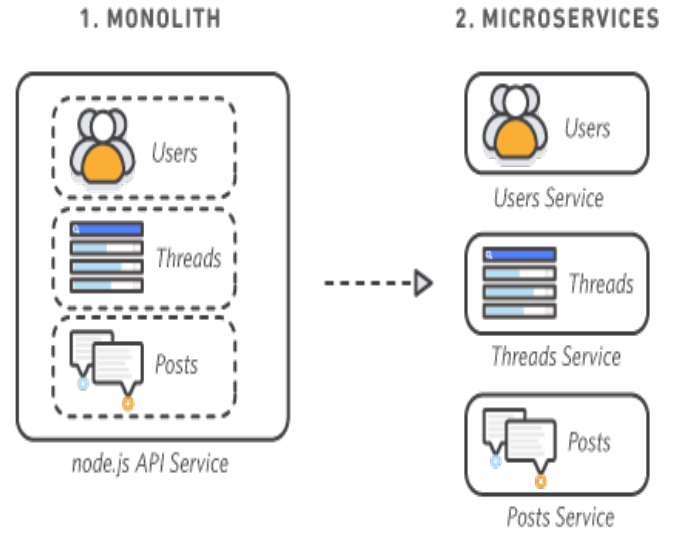 1. MONOLITH
2. MICROSERVICES
Users
Threads
Posts
node.js API Service
Users
Users Service
Threads
Threads Service
Posts
Posts Service